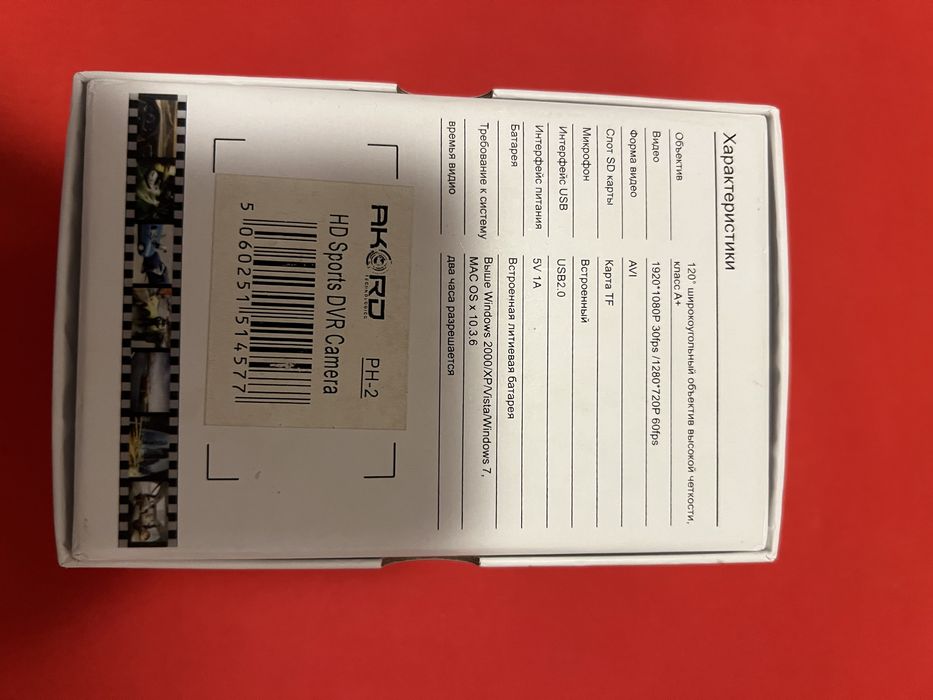 Характеристики
Объектив 120° широкоугольный объектив высокой четкости,
класс A+
Видео 1920*1080P 30fps /1280*720P 60fps
Форма видео AVI
Слот SD карты Карта TF
Микрофон Встроенный
Интерфейс USB USB2.0
Интерфейс питания 5V 1A
Батарея Встроенная литиевая батарея
Требование к систему Выше Windows 2000/XP/Vista/Windows 7,
MAC OS x 10.3.6
времья видио два часа разрешается
AKORD PH-2
TECHNOLOGIES
HD Sports DVR Camera
5 060251 514577